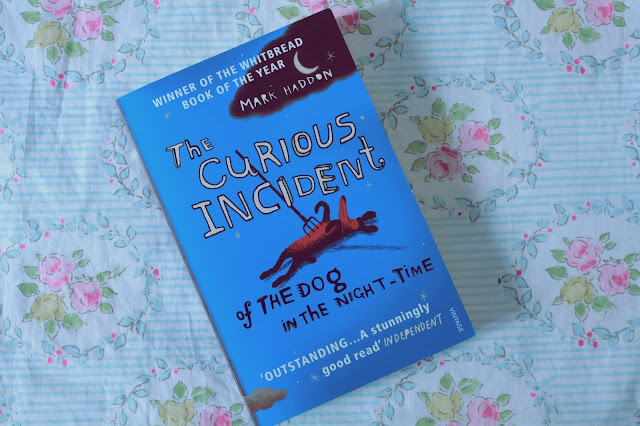 WINNER OF THE WHITBREAD
BOOK OF THE YEAR
MARK HADDON
The
CURIOUS
INCIDENT
of THE DOg
IN THE NIGHT-TIME
'OUTSTANDING...A stunningly
good read' INDEPENDENT
VINTAGE